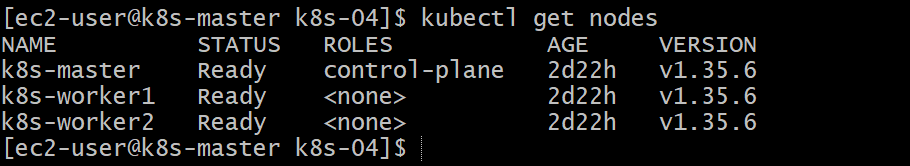 [ec2-user@k8s-master k8s-04]$ kubectl get nodes
NAME          STATUS   ROLES           AGE     VERSION
k8s-master    Ready    control-plane   2d22h   v1.35.6
k8s-worker1   Ready    <none>          2d22h   v1.35.6
k8s-worker2   Ready    <none>          2d22h   v1.35.6
[ec2-user@k8s-master k8s-04]$